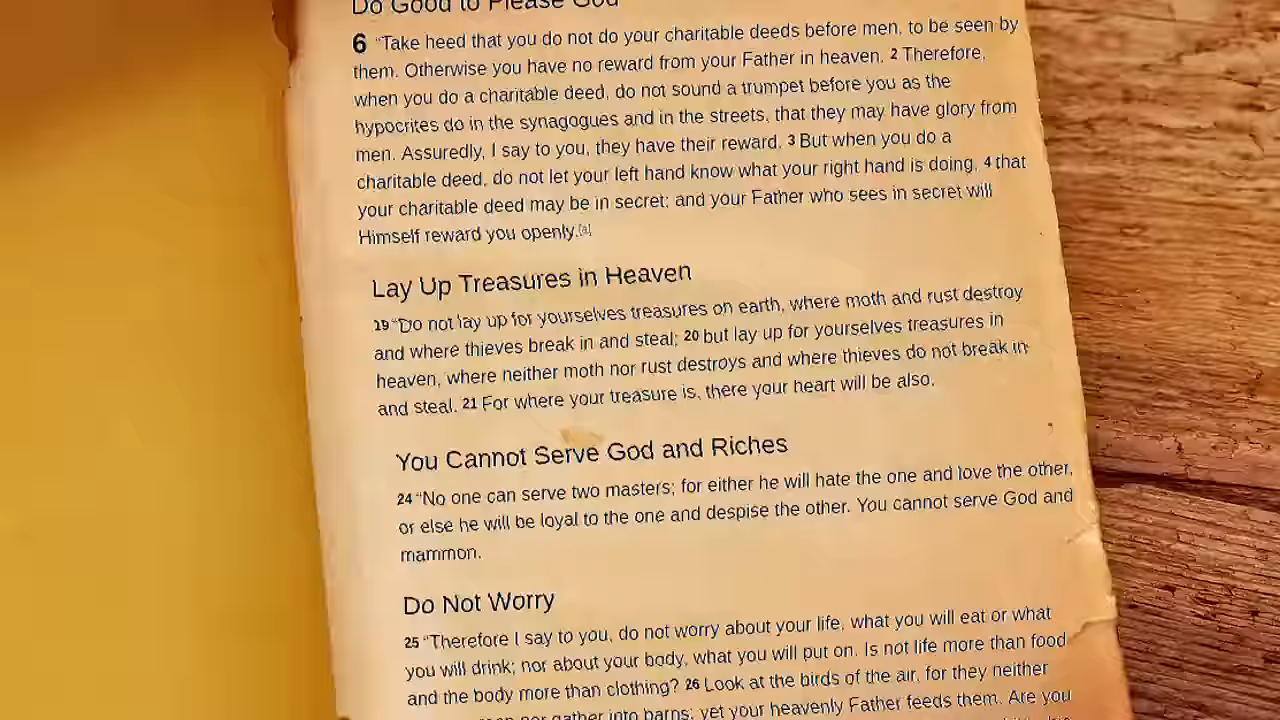 Do Good to Please God
6 “Take heed that you do not do your charitable deeds before men, to be seen by
them. Otherwise you have no reward from your Father in heaven. 2 Therefore,
when you do a charitable deed, do not sound a trumpet before you as the
hypocrites do in the synagogues and in the streets, that they may have glory from
men. Assuredly, I say to you, they have their reward. 3 But when you do a
charitable deed, do not let your left hand know what your right hand is doing, 4 that
your charitable deed may be in secret; and your Father who sees in secret will
Himself reward you openly.[a]
Lay Up Treasures in Heaven
19 “Do not lay up for yourselves treasures on earth, where moth and rust destroy
and where thieves break in and steal; 20 but lay up for yourselves treasures in
heaven, where neither moth nor rust destroys and where thieves do not break in
and steal. 21 For where your treasure is, there your heart will be also.
You Cannot Serve God and Riches
24 “No one can serve two masters; for either he will hate the one and love the other,
or else he will be loyal to the one and despise the other. You cannot serve God and
mammon.
Do Not Worry
25 “Therefore I say to you, do not worry about your life, what you will eat or what
you will drink; nor about your body, what you will put on. Is not life more than food
and the body more than clothing? 26 Look at the birds of the air, for they neither
nor gather into barns; yet your heavenly Father feeds them. Are you